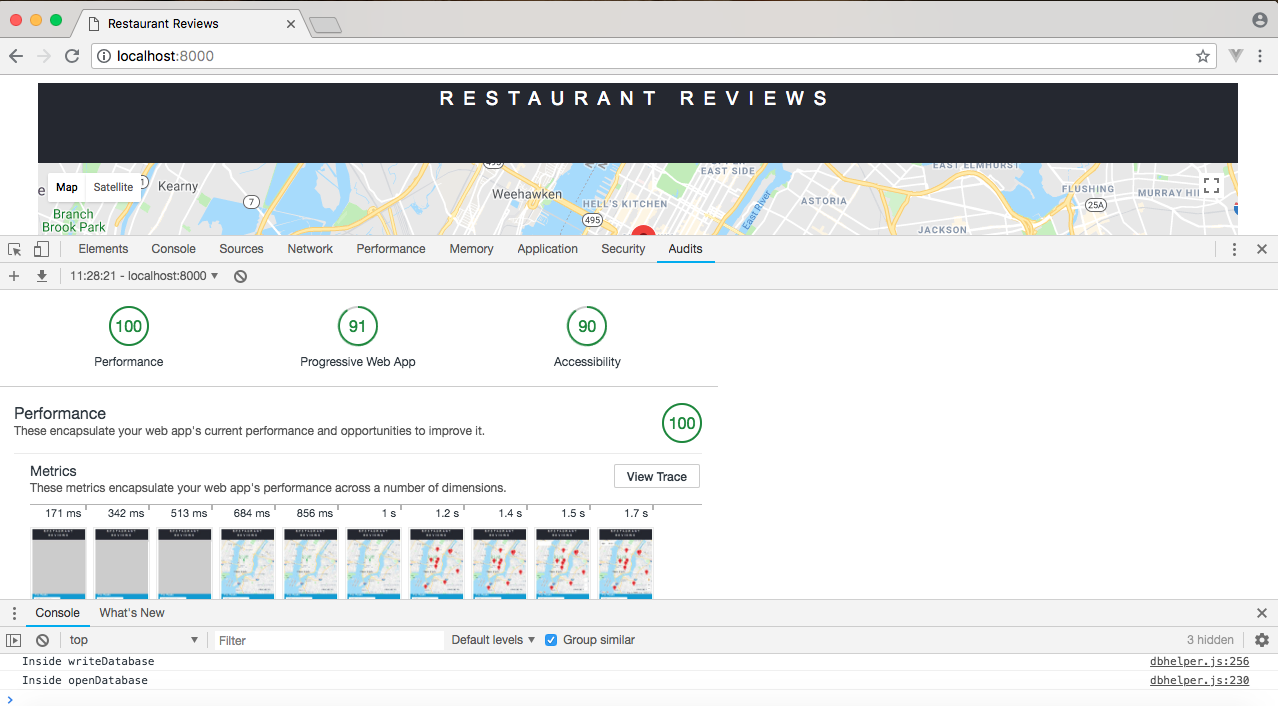 Restaurant Reviews
localhost:8000
RESTAURANT REVIEWS
Map Satellite
Kearny
Weehawken
EAST SIDE
EAST ELMHURST
HELL'S KITCHEN
ASTORIA
FLUSHING
MURRAY HI
7
495
25A
East River
Branch
Brook Park
JACKSON
Elements Console Sources Network Performance Memory Application Security Audits
11:28:21 - localhost:8000
100 91 90
Performance Progressive Web App Accessibility
Performance
These encapsulate your web app's current performance and opportunities to improve it.
100
Metrics
These metrics encapsulate your web app's performance across a number of dimensions.
View Trace
171 ms 342 ms 513 ms 684 ms 856 ms 1 s 1.2 s 1.4 s 1.5 s 1.7 s
Console What's New
top Filter Default levels Group similar 3 hidden
Inside writeDatabase dbhelper.js:256
Inside openDatabase dbhelper.js:230